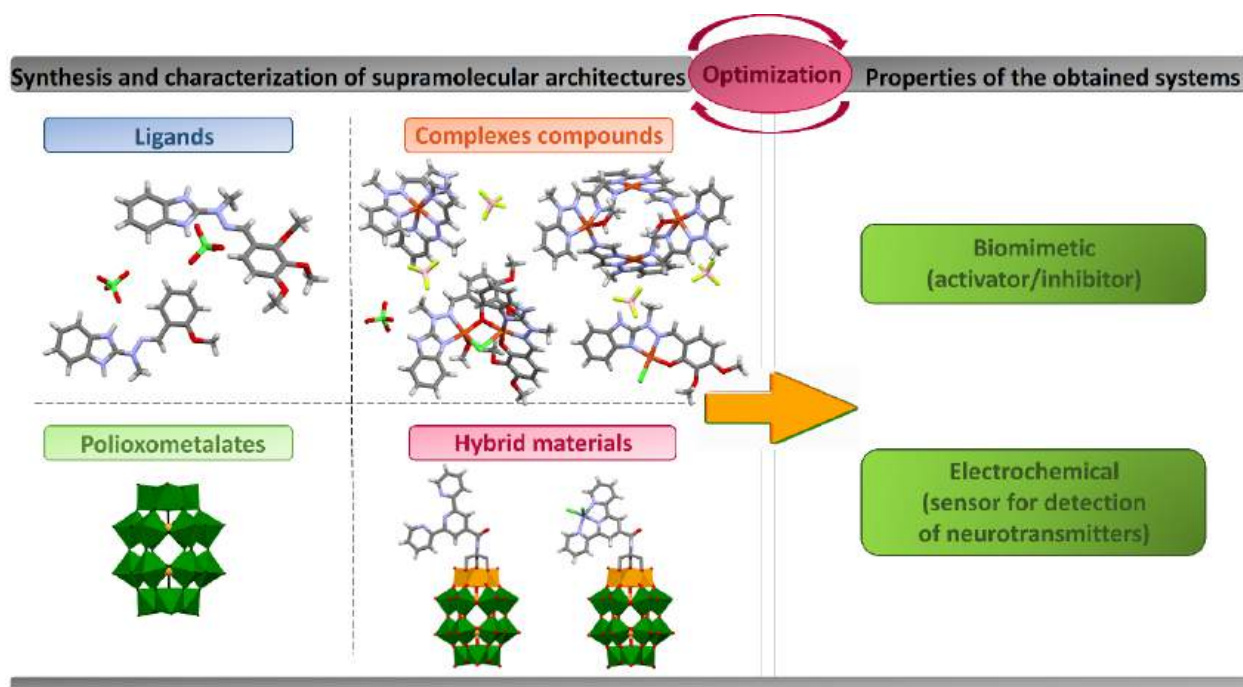 Synthesis and characterization of supramolecular architectures
Optimization
Properties of the obtained systems
Ligands
Complexes compounds
Polioxometalates
Hybrid materials
Biomimetic
(activator/inhibitor)
Electrochemical
(sensor for detection
of neurotransmitters)